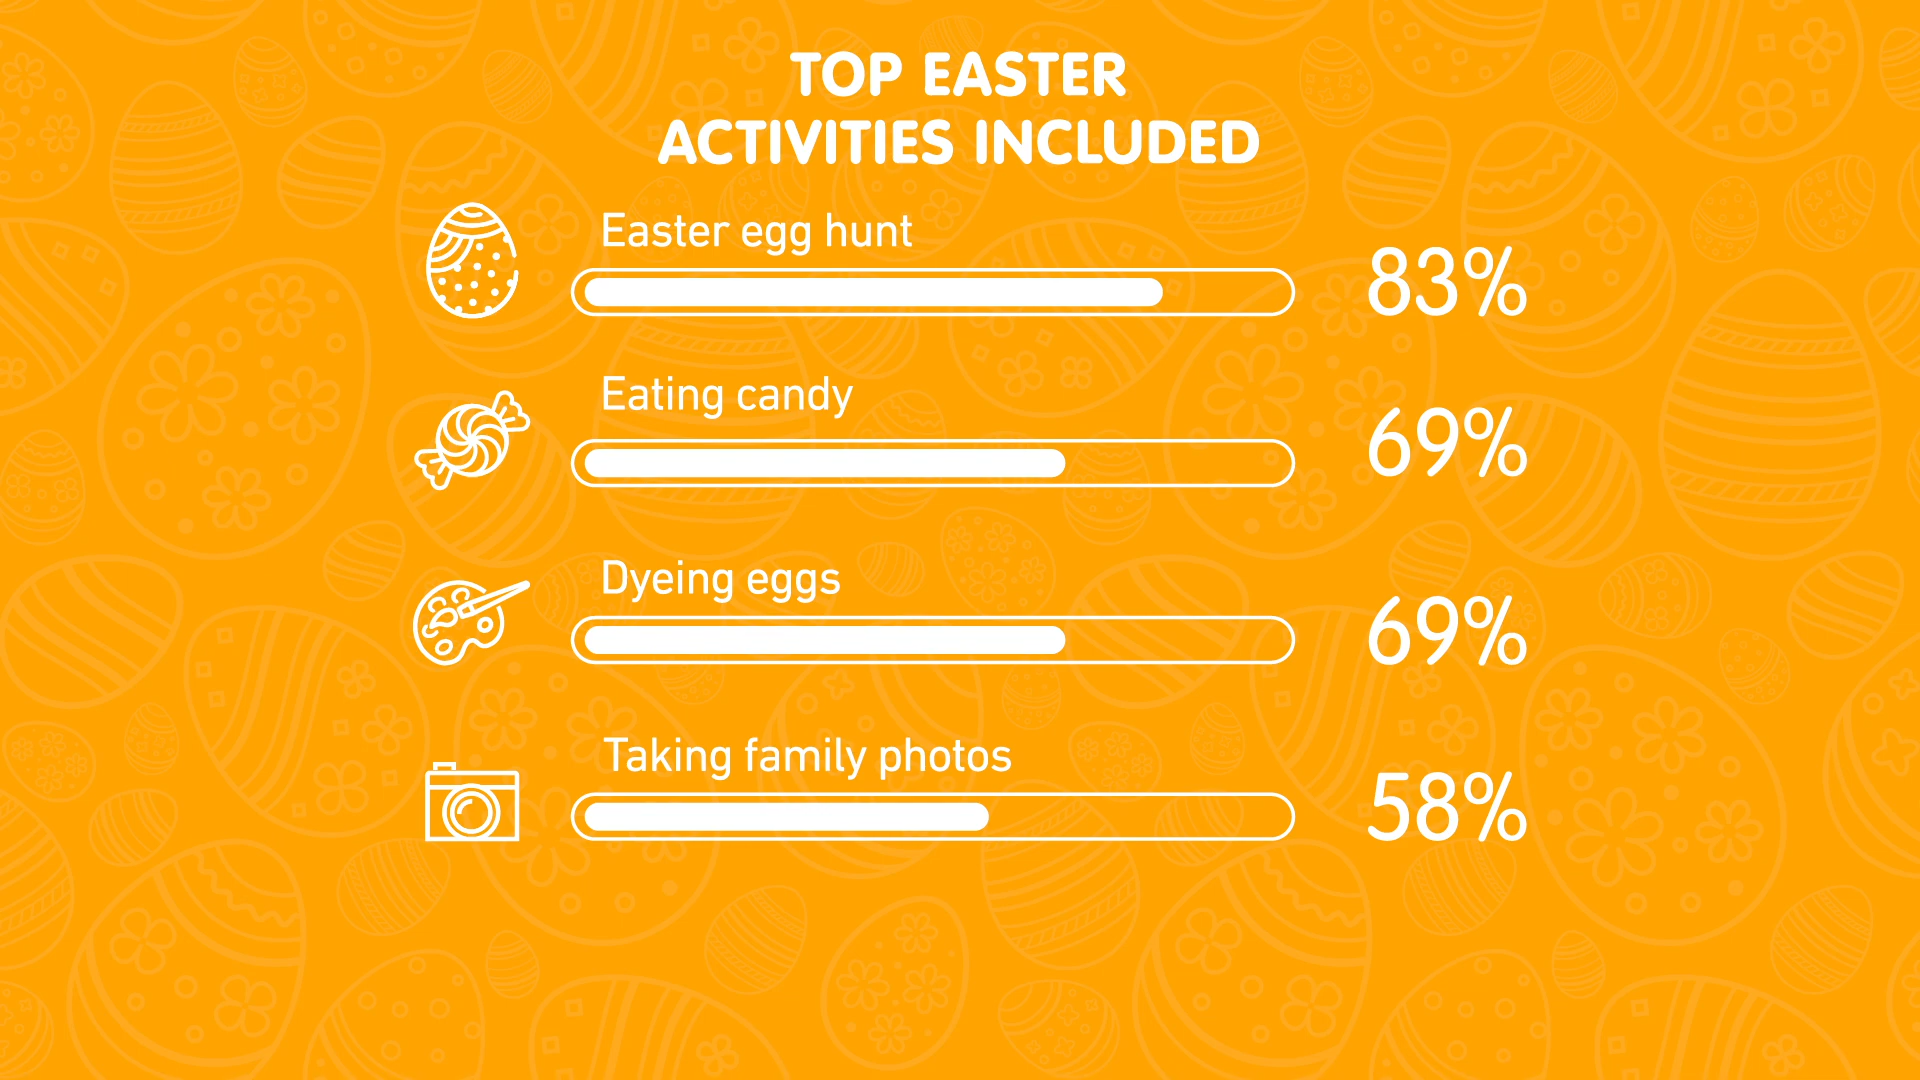 TOP EASTER
ACTIVITIES INCLUDED
Easter egg hunt
83%
Eating candy
69%
Dyeing eggs
69%
Taking family photos
58%